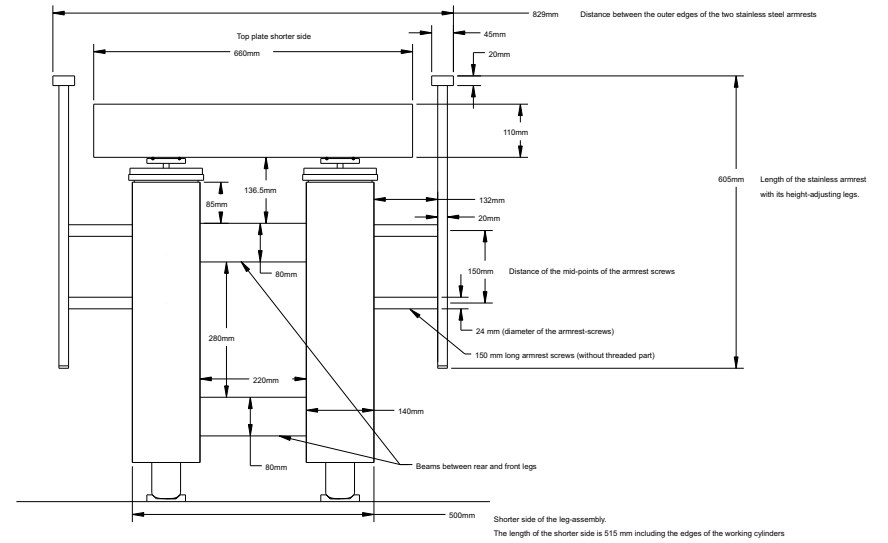 829mm
Distance between the outer edges of the two stainless steel armrests
45mm
Top plate shorter side
660mm
20mm
110mm
605mm
Length of the stainless armrest
with its height-adjusting legs.
136.5mm
85mm
132mm
20mm
80mm
150mm
Distance of the mid-points of the armrest screws
280mm
24 mm (diameter of the armrest-screws)
150 mm long armrest screws (without threaded part)
220mm
140mm
80mm
Beams between rear and front legs
500mm
Shorter side of the leg-assembly.
The length of the shorter side is 515 mm including the edges of the working cylinders